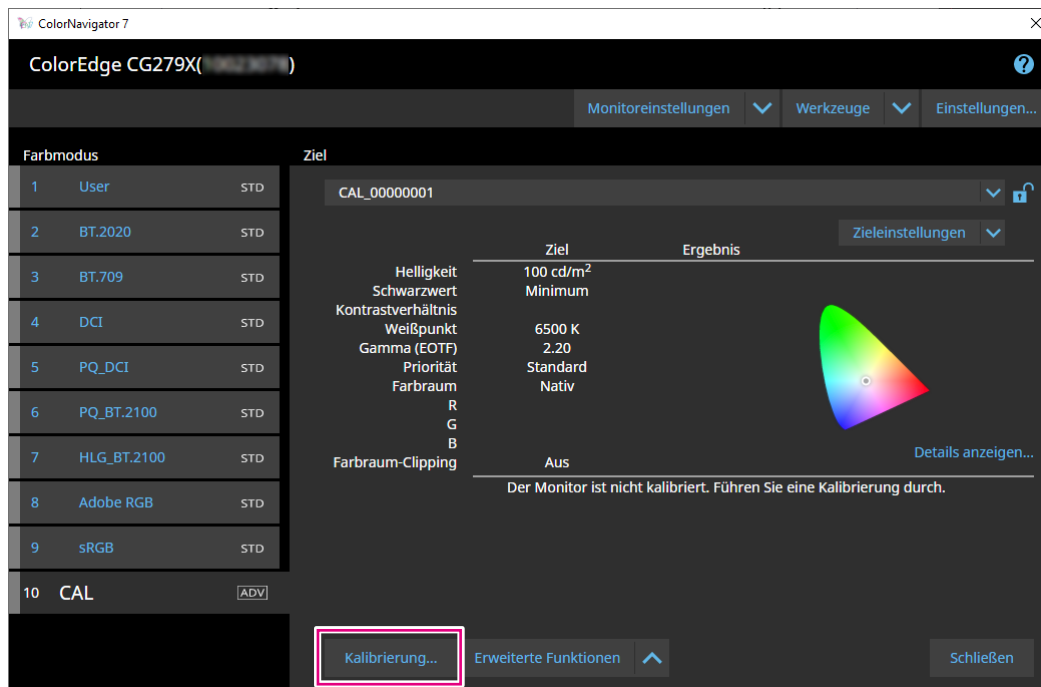 ColorNavigator 7
ColorEdge CG279X( )
Monitoreinstellungen Werkzeuge Einstellungen...
Farbmodus Ziel
1 User STD
2 BT.2020 STD
3 BT.709 STD
4 DCI STD
5 PQ_DCI STD
6 PQ_BT.2100 STD
7 HLG_BT.2100 STD
8 Adobe RGB STD
9 sRGB STD
10 CAL ADV
CAL_00000001
Zieleinstellungen
Ziel Ergebnis
Helligkeit 100 cd/m²
Schwarzwert Minimum
Kontrastverhältnis
Weißpunkt 6500 K
Gamma (EOTF) 2.20
Priorität Standard
Farbraum Nativ
R
G
B
Farbraum-Clipping Aus
Details anzeigen...
Der Monitor ist nicht kalibriert. Führen Sie eine Kalibrierung durch.
Kalibrierung... Erweiterte Funktionen Schließen